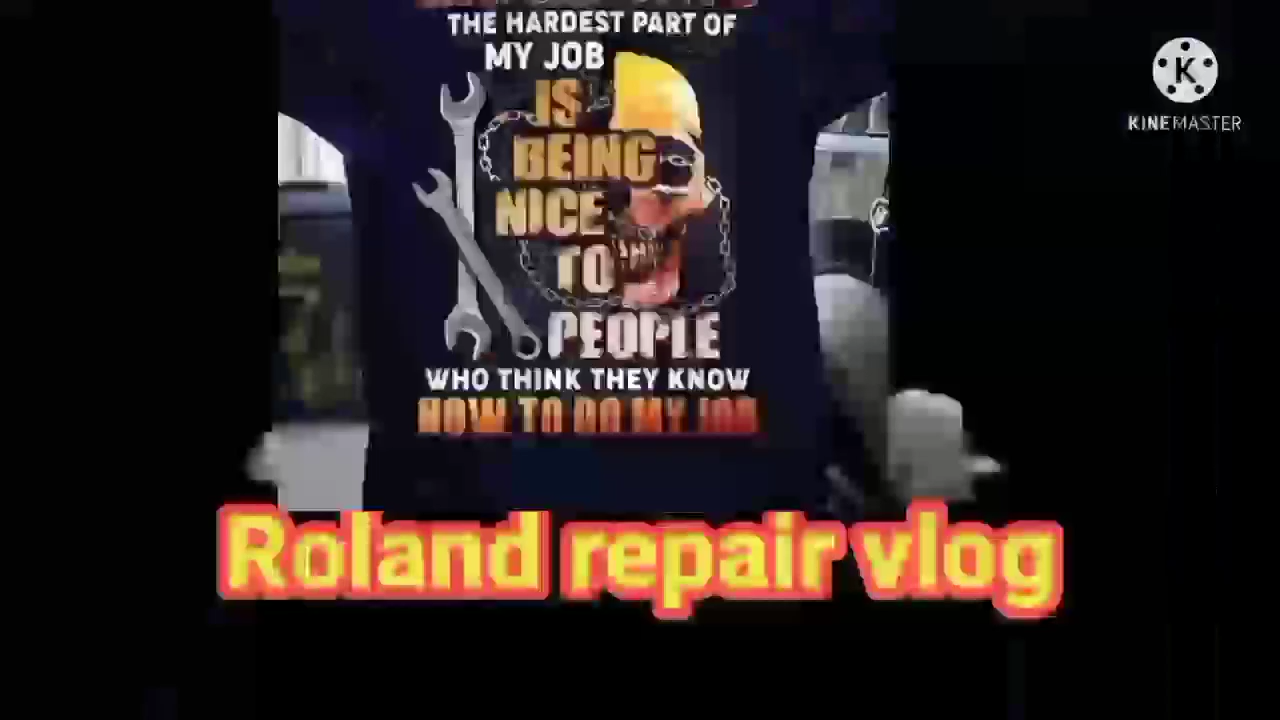 THE HARDEST PART OF
MY JOB
IS
BEING
NICE
TO
PEOPLE
WHO THINK THEY KNOW
HOW TO DO MY JOB
K
KINEMASTER
Roland repair vlog